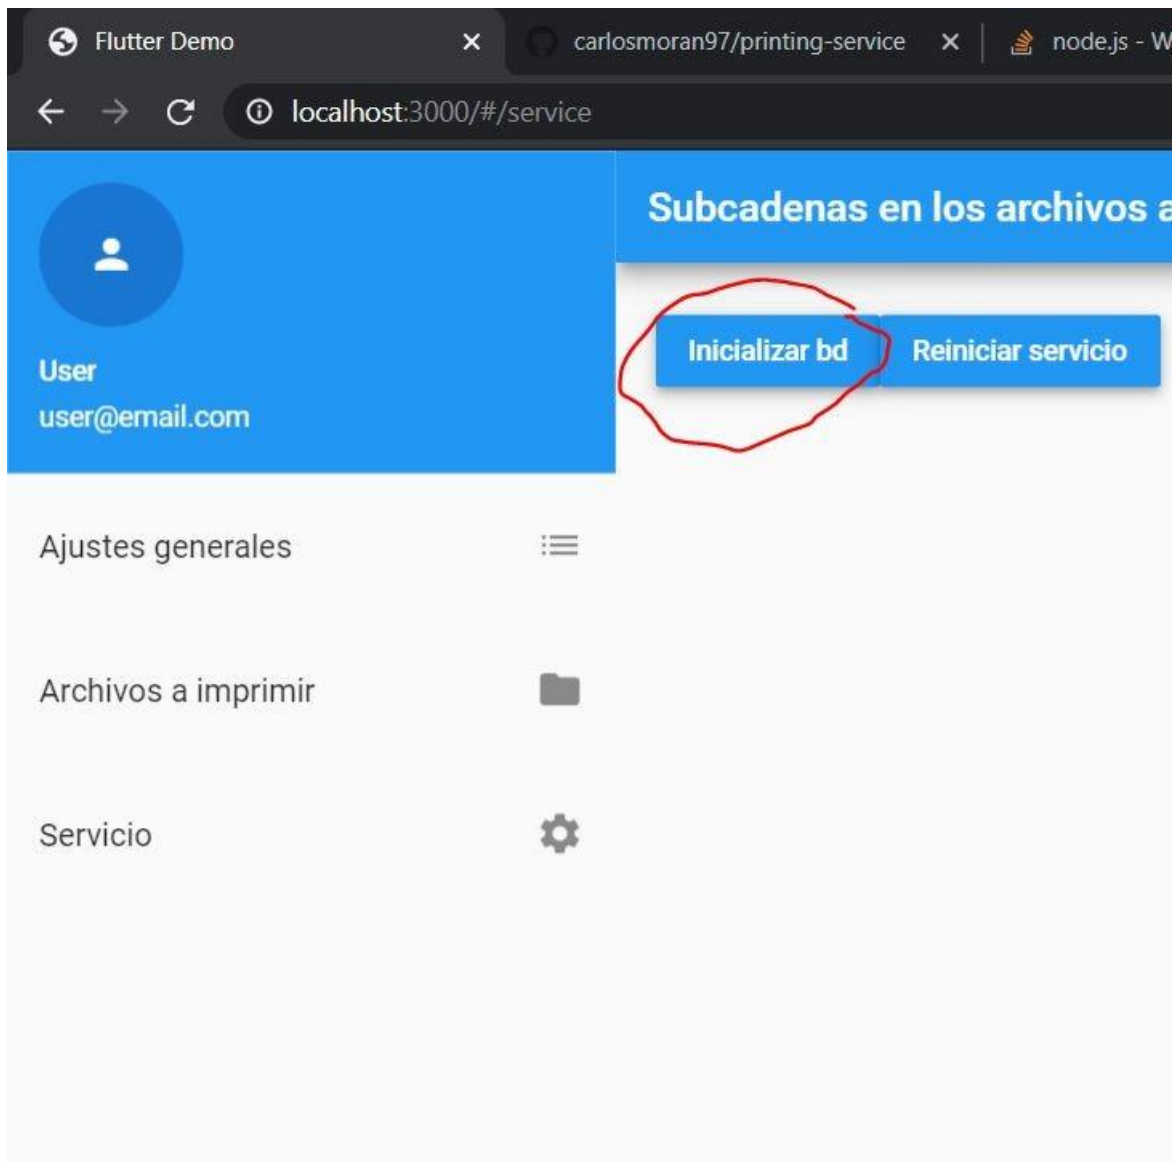 Flutter Demo
carlosmoran97/printing-service
node.js - W
localhost:3000/#/service
User
user@email.com
Ajustes generales
Archivos a imprimir
Servicio
Subcadenas en los archivos a
Inicializar bd
Reiniciar servicio